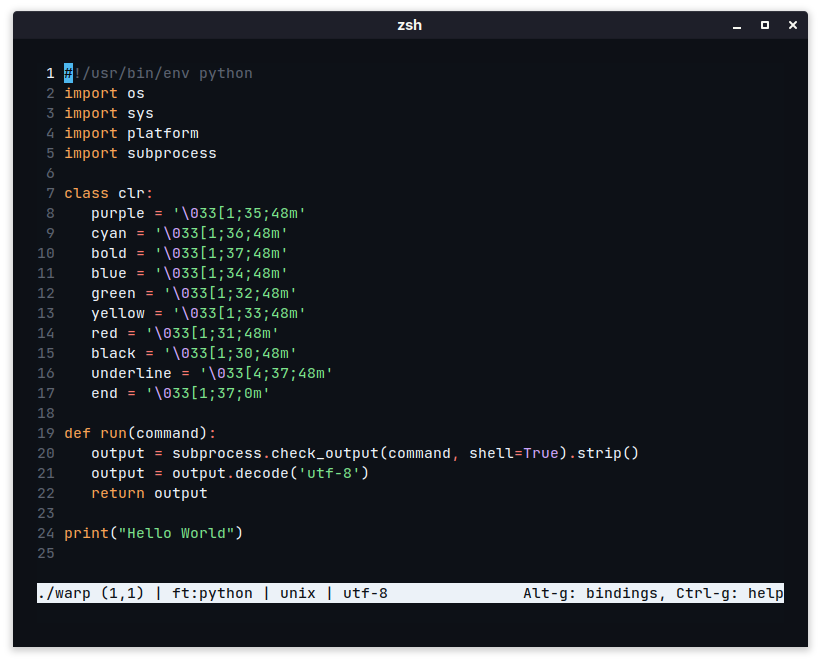 zsh
1 #!/usr/bin/env python
2 import os
3 import sys
4 import platform
5 import subprocess
6
7 class clr:
8    purple = '\033[1;35;48m'
9    cyan = '\033[1;36;48m'
10    bold = '\033[1;37;48m'
11    blue = '\033[1;34;48m'
12    green = '\033[1;32;48m'
13    yellow = '\033[1;33;48m'
14    red = '\033[1;31;48m'
15    black = '\033[1;30;48m'
16    underline = '\033[4;37;48m'
17    end = '\033[1;37;0m'
18
19 def run(command):
20    output = subprocess.check_output(command, shell=True).strip()
21    output = output.decode('utf-8')
22    return output
23
24 print("Hello World")
25
./warp (1,1) | ft:python | unix | utf-8 Alt-g: bindings, Ctrl-g: help